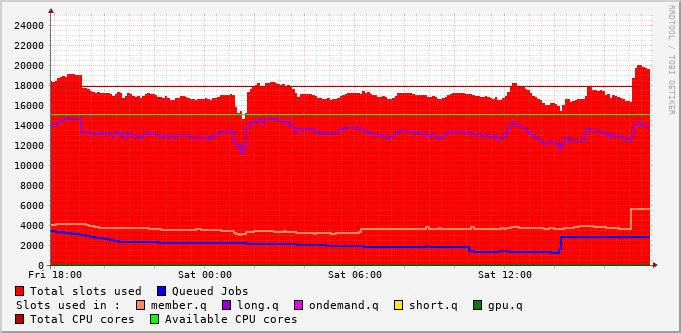 RRDTOOL / TOBI OETIKER
24000
22000
20000
18000
16000
14000
12000
10000
8000
6000
4000
2000
0
Fri 18:00 Sat 00:00 Sat 06:00 Sat 12:00
Total slots used Queued Jobs
Slots used in : member.q long.q ondemand.q short.q gpu.q
Total CPU cores Available CPU cores